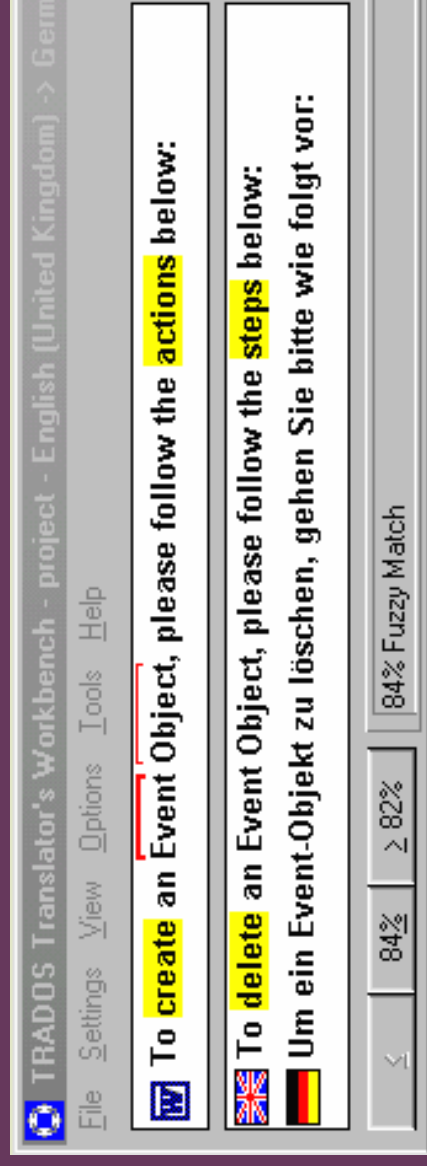 TRADOS Translator's Workbench - project - English (United Kingdom) -> Germ
File Settings View Options Tools Help
To create an Event Object, please follow the actions below:
To delete an Event Object, please follow the steps below:
Um ein Event-Objekt zu löschen, gehen Sie bitte wie folgt vor:
≤ 84% ≥ 82% 84% Fuzzy Match